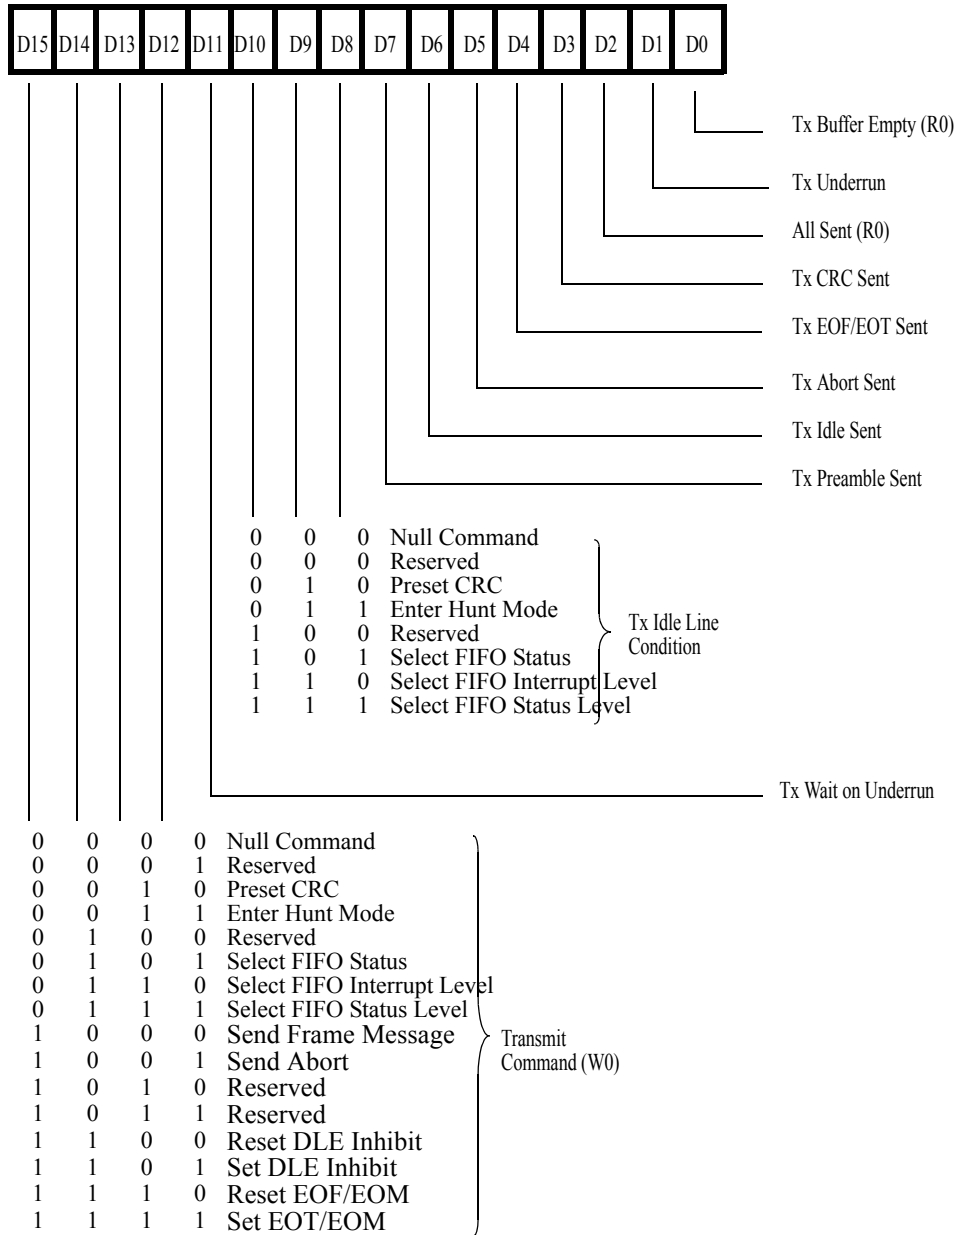 D15 D14 D13 D12 D11 D10 D9 D8 D7 D6 D5 D4 D3 D2 D1 D0
Tx Buffer Empty (R0)
Tx Underrun
All Sent (R0)
Tx CRC Sent
Tx EOF/EOT Sent
Tx Abort Sent
Tx Idle Sent
Tx Preamble Sent
0 0 0 Null Command
0 0 0 Reserved
0 1 0 Preset CRC
0 1 1 Enter Hunt Mode
1 0 0 Reserved
1 0 1 Select FIFO Status
1 1 0 Select FIFO Interrupt Level
1 1 1 Select FIFO Status Level
Tx Idle Line
Condition
Tx Wait on Underrun
0 0 0 0 Null Command
0 0 0 1 Reserved
0 0 1 0 Preset CRC
0 0 1 1 Enter Hunt Mode
0 1 0 0 Reserved
0 1 0 1 Select FIFO Status
0 1 1 0 Select FIFO Interrupt Level
0 1 1 1 Select FIFO Status Level
1 0 0 0 Send Frame Message
1 0 0 1 Send Abort
1 0 1 0 Reserved
1 0 1 1 Reserved
1 1 0 0 Reset DLE Inhibit
1 1 0 1 Set DLE Inhibit
1 1 1 0 Reset EOF/EOM
1 1 1 1 Set EOT/EOM
Transmit
Command (W0)